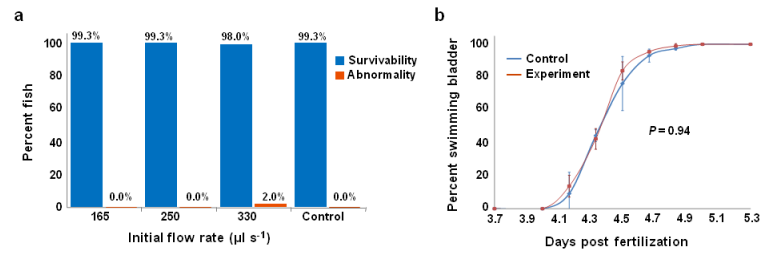 a
99.3%
99.3%
98.0%
99.3%
100
80
60
40
20
0
Percent fish
Survivability
Abnormality
0.0%
0.0%
2.0%
0.0%
165
250
330
Control
Initial flow rate (µl s-1)
b
100
80
60
40
20
0
Percent swimming bladder
Control
Experiment
P = 0.94
3.7 3.9 4.1 4.3 4.5 4.7 4.9 5.1 5.3
Days post fertilization